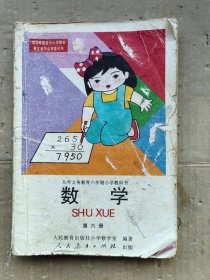 265
× 30
7950
九年义务教育六年制小学教科书
数 学
SHU XUE
第六册
人民教育出版社小学数学室 编著
人民教育出版社 出版